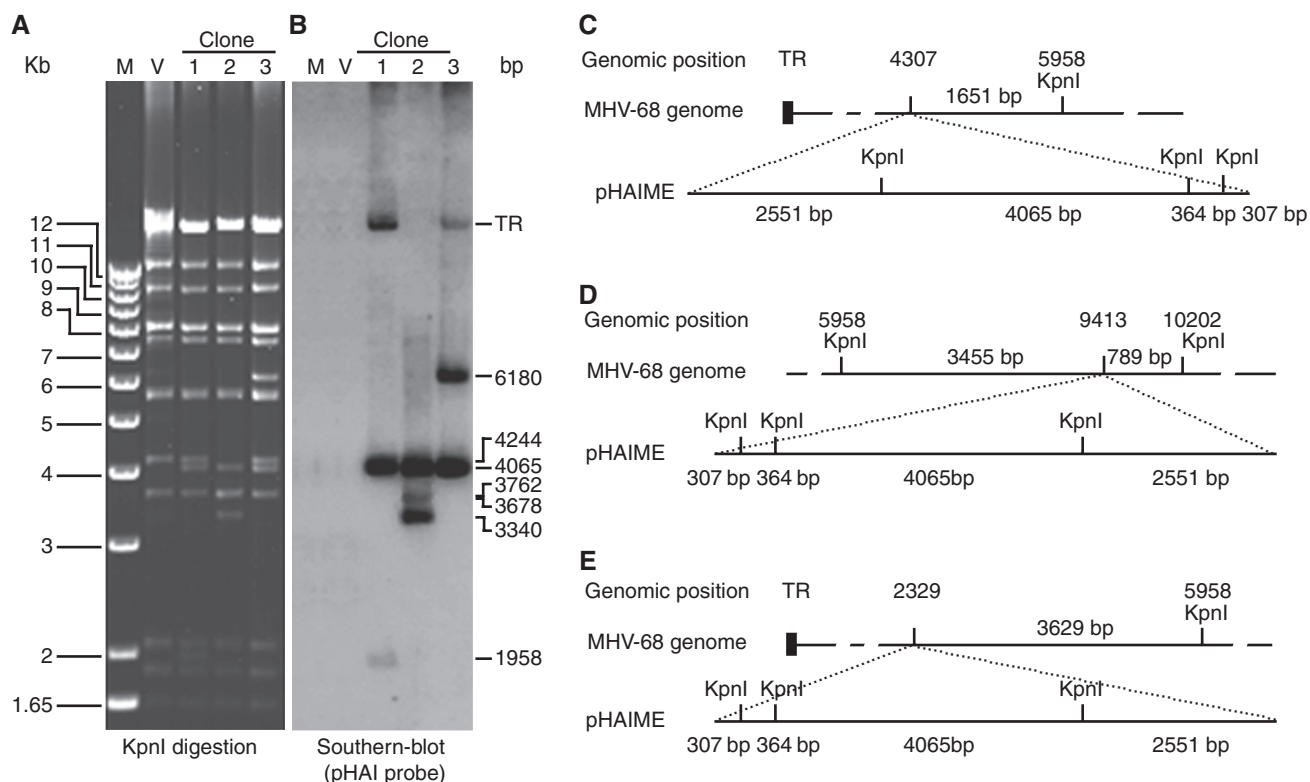 A
Kb
Clone
M V 1 2 3
12
11
10
9
8
7
6
5
4
3
2
1.65
KpnI digestion
B
Clone
M V 1 2 3
bp
TR
6180
4244
4065
3762
3678
3340
1958
Southern-blot
(pHAI probe)
C
Genomic position TR 4307 5958
KpnI
1651 bp
MHV-68 genome
KpnI KpnI KpnI
pHAIME
2551 bp 4065 bp 364 bp 307 bp
D
Genomic position 5958 9413 10202
KpnI KpnI
3455 bp 789 bp
MHV-68 genome
KpnI KpnI KpnI
pHAIME
307 bp 364 bp 4065bp 2551 bp
E
Genomic position TR 2329 5958
KpnI
3629 bp
MHV-68 genome
KpnI KpnI KpnI
pHAIME
307 bp 364 bp 4065bp 2551 bp